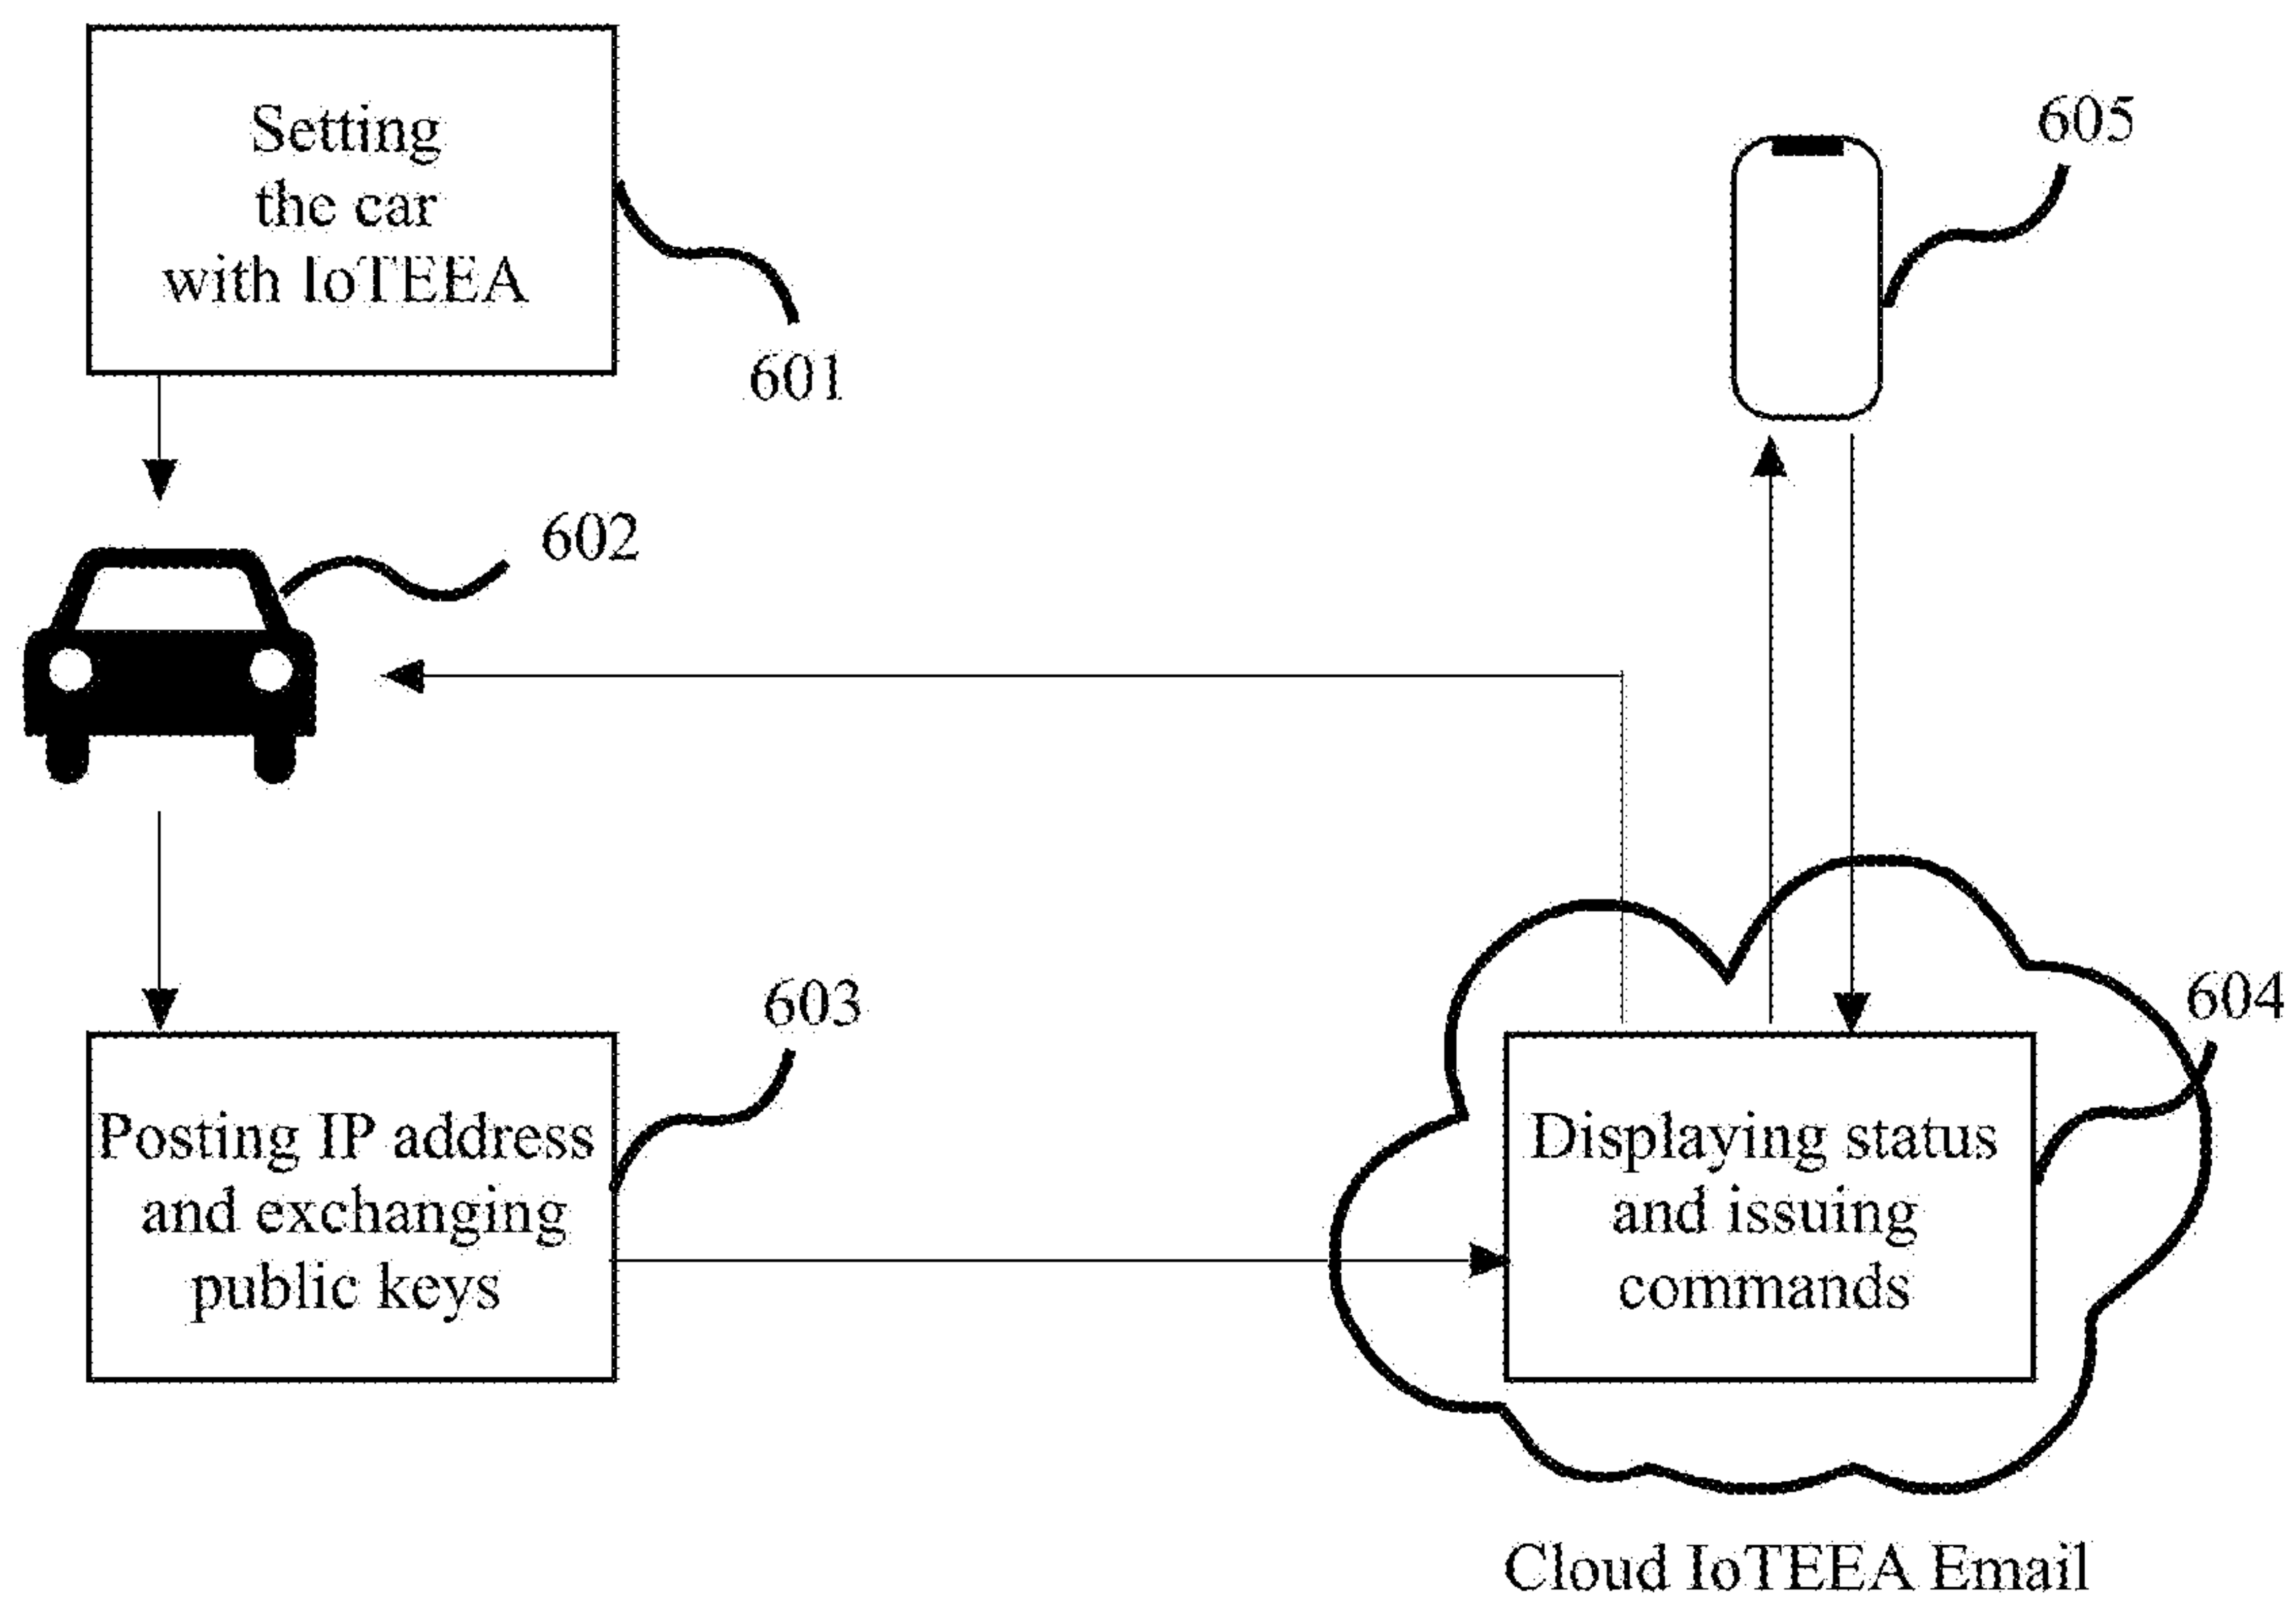 Setting
the car
with IoTEEA
601
605
602
603
Posting IP address
and exchanging
public keys
604
Displaying status
and issuing
commands
Cloud IoTEEA Email